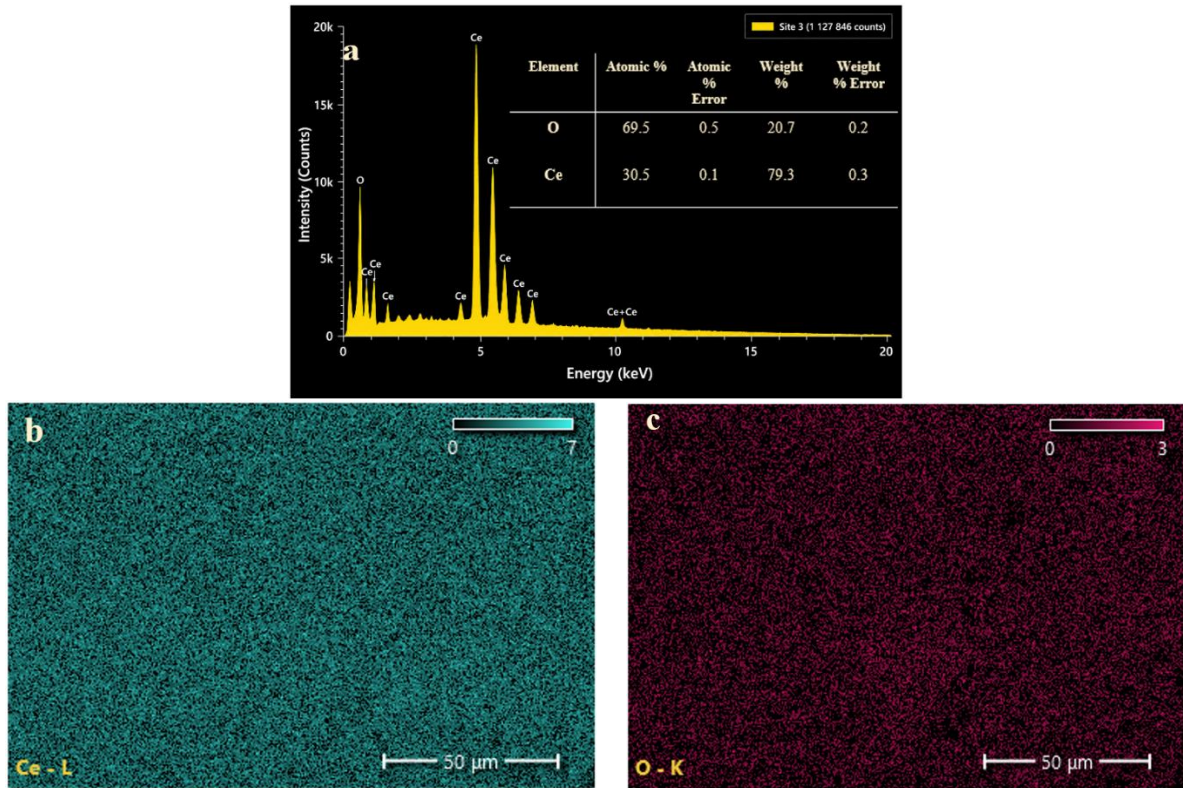 a
Site 3 (1 127 846 counts)
20k
15k
10k
5k
0
Intensity (Counts)
O
Ce
Ce
Ce
Ce
Ce
Ce
Ce
Ce
Ce
Ce+Ce
0
5
10
15
20
Energy (keV)
Element Atomic % Atomic % Error Weight % Weight % Error
O 69.5 0.5 20.7 0.2
Ce 30.5 0.1 79.3 0.3
b
0 7
Ce - L
50 μm
c
0 3
O - K
50 μm